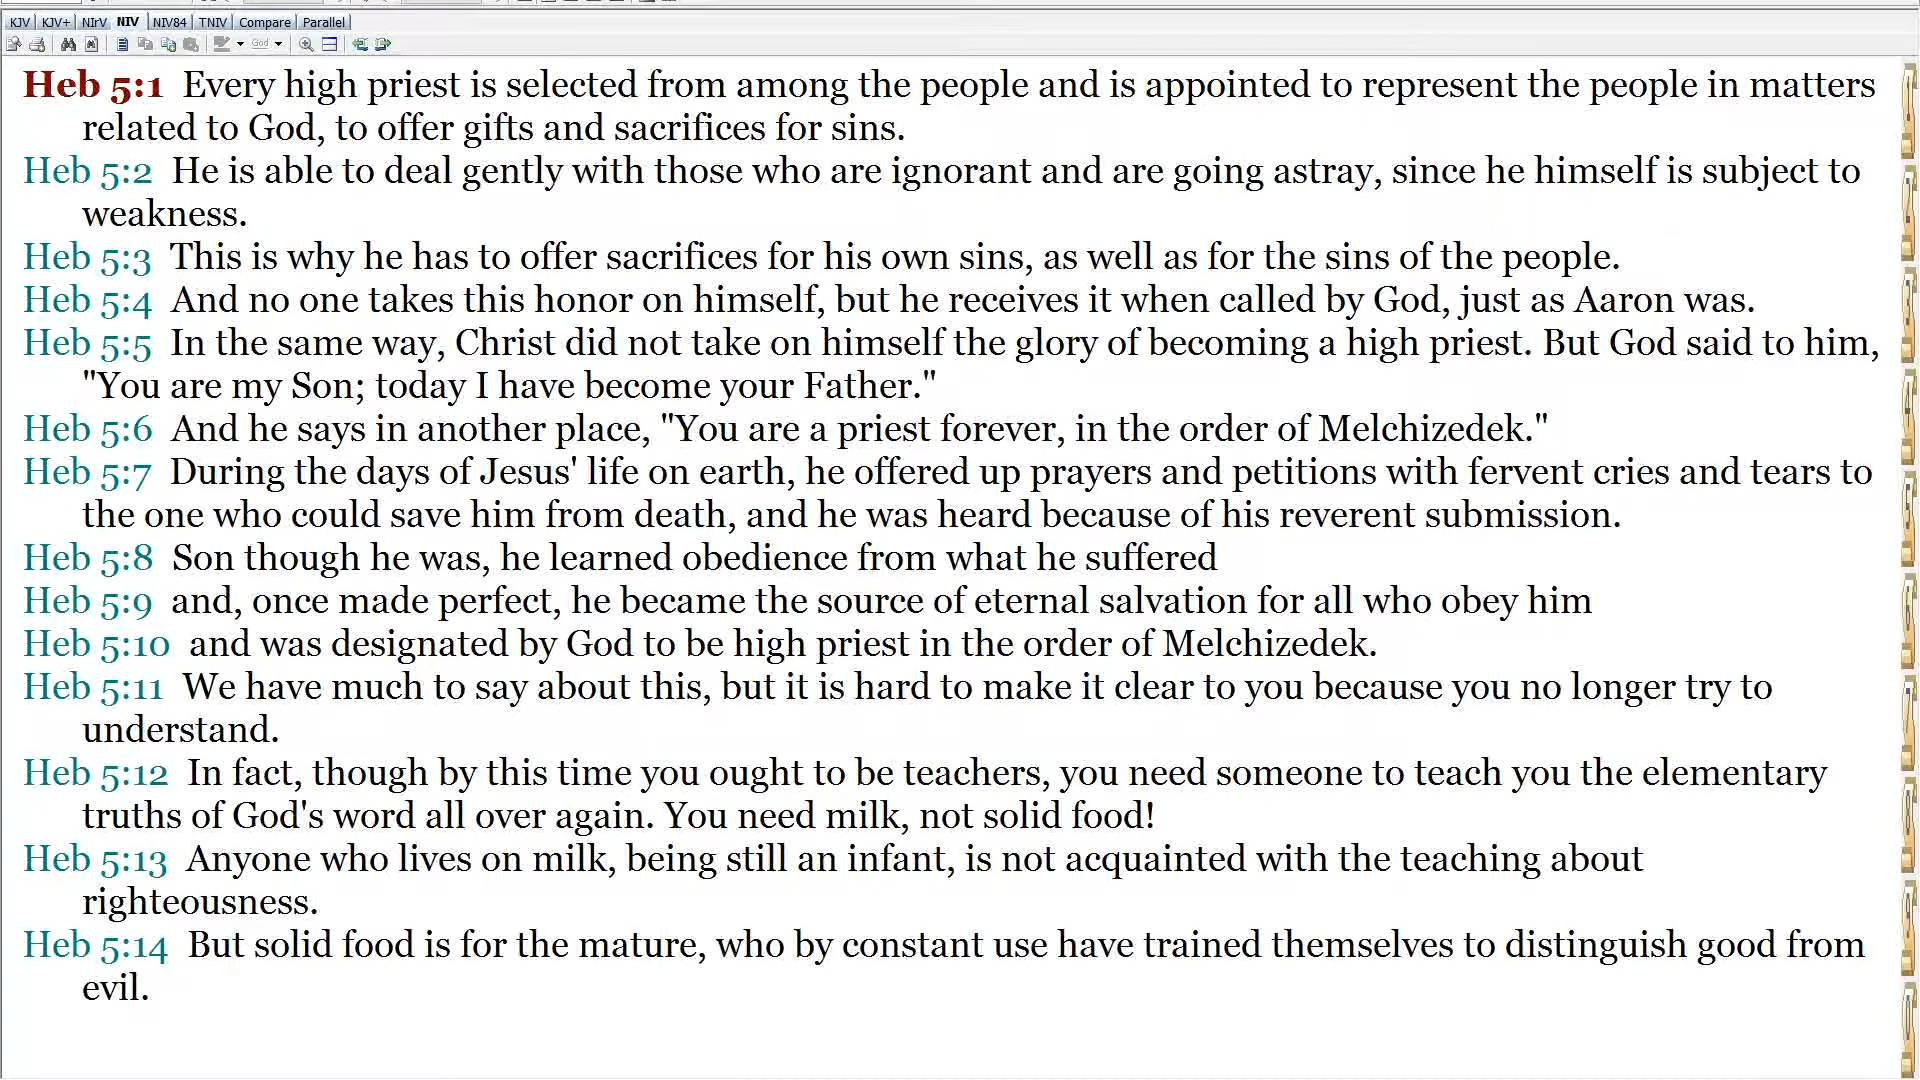 KJV KJV+ NIrV NIV NIV84 TNIV Compare Parallel
God
Heb 5:1 Every high priest is selected from among the people and is appointed to represent the people in matters
related to God, to offer gifts and sacrifices for sins.
Heb 5:2 He is able to deal gently with those who are ignorant and are going astray, since he himself is subject to
weakness.
Heb 5:3 This is why he has to offer sacrifices for his own sins, as well as for the sins of the people.
Heb 5:4 And no one takes this honor on himself, but he receives it when called by God, just as Aaron was.
Heb 5:5 In the same way, Christ did not take on himself the glory of becoming a high priest. But God said to him,
"You are my Son; today I have become your Father."
Heb 5:6 And he says in another place, "You are a priest forever, in the order of Melchizedek."
Heb 5:7 During the days of Jesus' life on earth, he offered up prayers and petitions with fervent cries and tears to
the one who could save him from death, and he was heard because of his reverent submission.
Heb 5:8 Son though he was, he learned obedience from what he suffered
Heb 5:9 and, once made perfect, he became the source of eternal salvation for all who obey him
Heb 5:10 and was designated by God to be high priest in the order of Melchizedek.
Heb 5:11 We have much to say about this, but it is hard to make it clear to you because you no longer try to
understand.
Heb 5:12 In fact, though by this time you ought to be teachers, you need someone to teach you the elementary
truths of God's word all over again. You need milk, not solid food!
Heb 5:13 Anyone who lives on milk, being still an infant, is not acquainted with the teaching about
righteousness.
Heb 5:14 But solid food is for the mature, who by constant use have trained themselves to distinguish good from
evil.